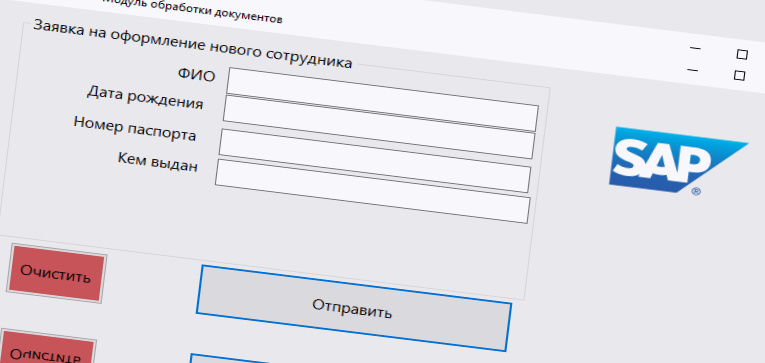 модуль обработки документов
Заявка на оформление нового сотрудника
ФИО
Дата рождения
Номер паспорта
Кем выдан
SAP®
Очистить
Отправить
Очистить